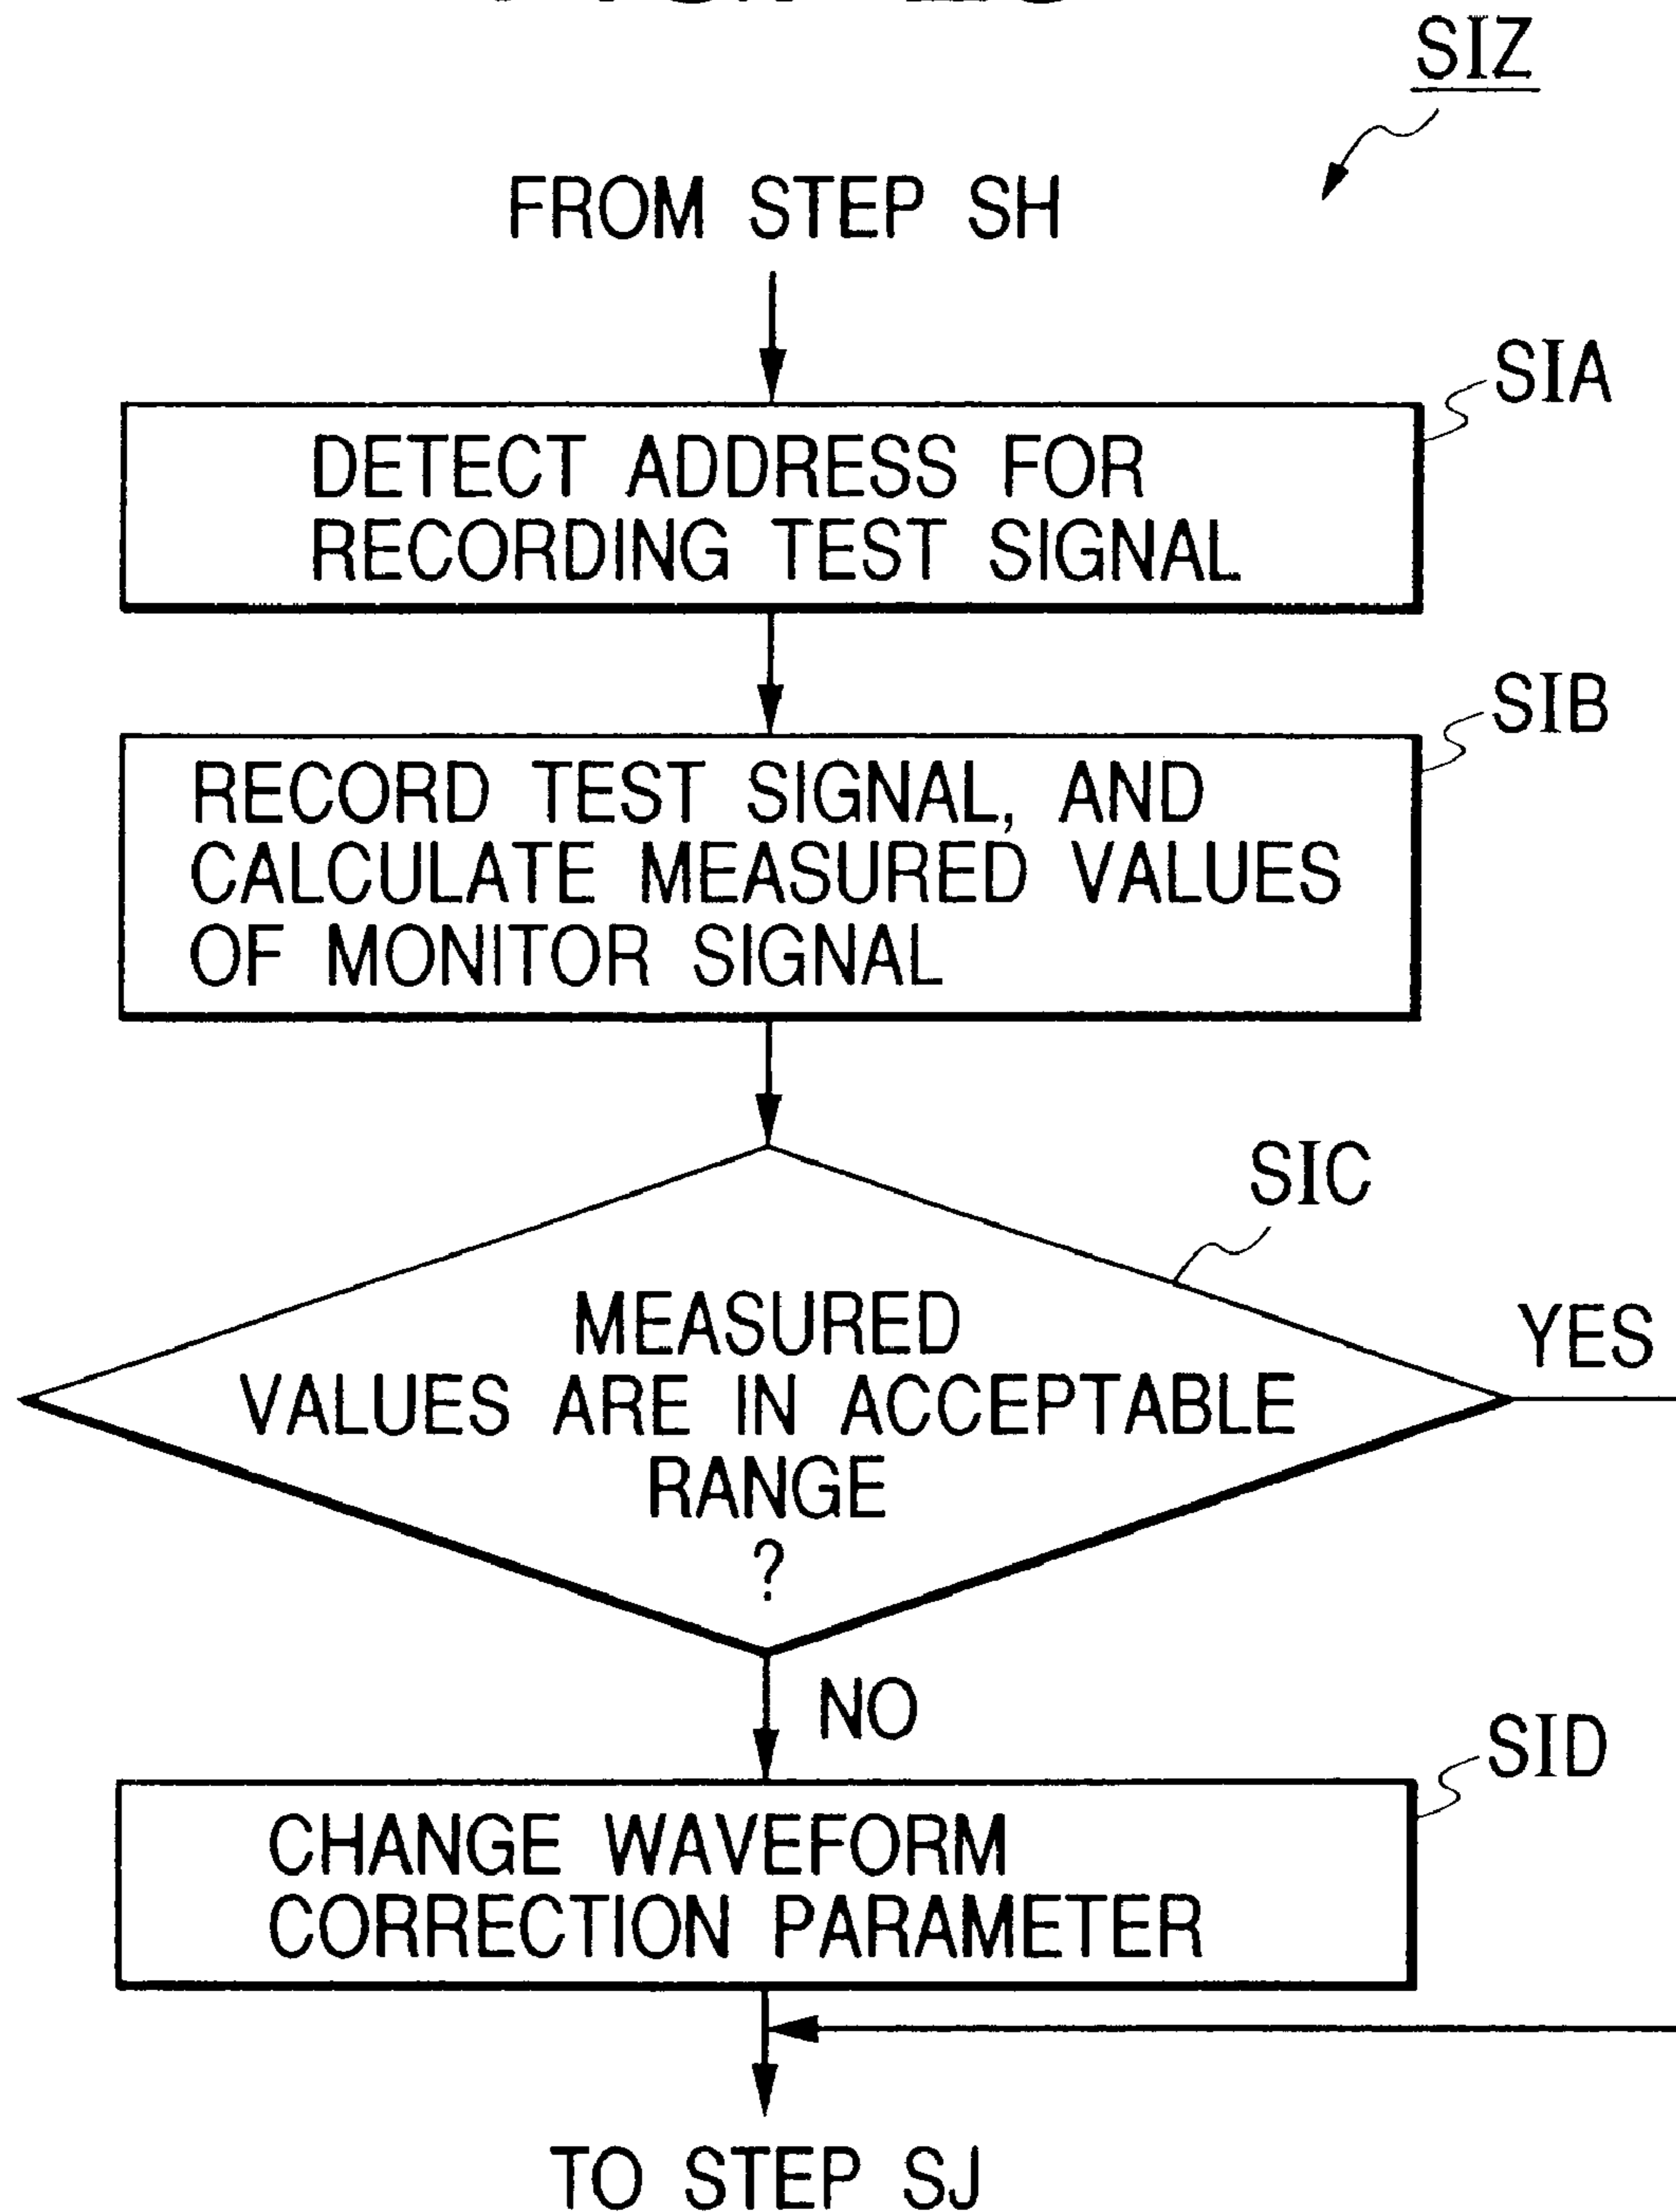 SIZ
FROM STEP SH
SIA
DETECT ADDRESS FOR
RECORDING TEST SIGNAL
SIB
RECORD TEST SIGNAL, AND
CALCULATE MEASURED VALUES
OF MONITOR SIGNAL
SIC
MEASURED
VALUES ARE IN ACCEPTABLE
RANGE
?
YES
NO
SID
CHANGE WAVEFORM
CORRECTION PARAMETER
TO STEP SJ